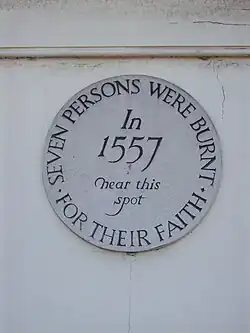 SEVEN PERSONS WERE BURNT
In
1557
near this
spot
· FOR THEIR FAITH ·